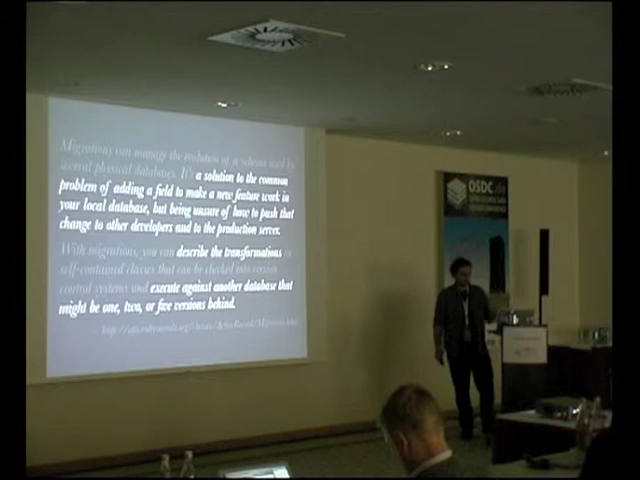 Migrations can manage the evolution of a schema used by
several physical databases. It's a solution to the common
problem of adding a field to make a new feature work in
your local database, but being unsure of how to push that
change to other developers and to the production server.
With migrations, you can describe the transformations in
self-contained classes that can be checked into version
control systems and execute against another database that
might be one, two, or five versions behind.
OSDC.de